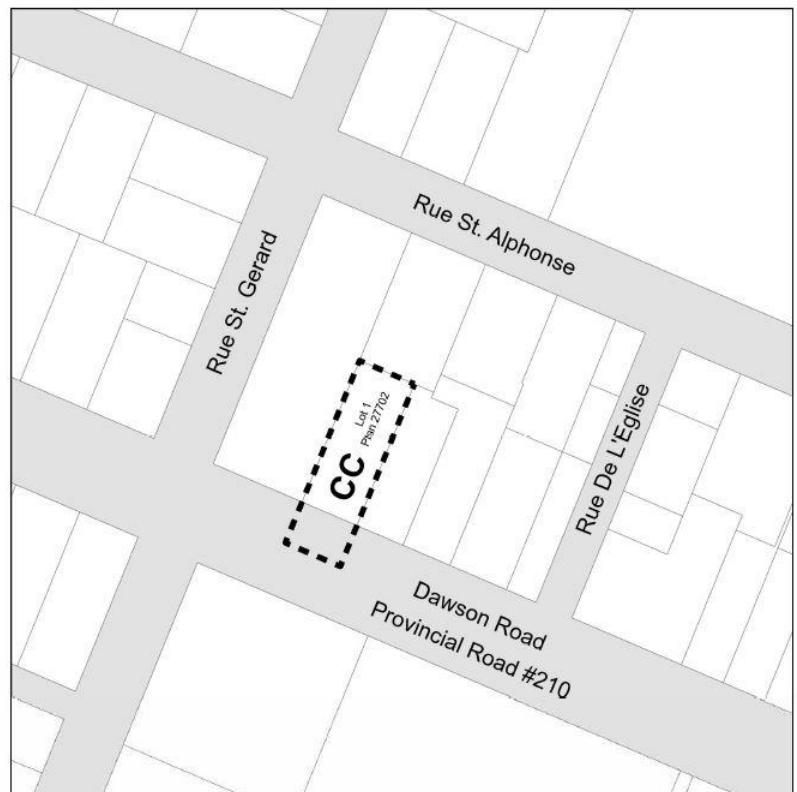 Rue St. Alphonse
Rue St. Gerard
Lot 1
Plan 27702
CC
Rue De L'Eglise
Dawson Road
Provincial Road #210